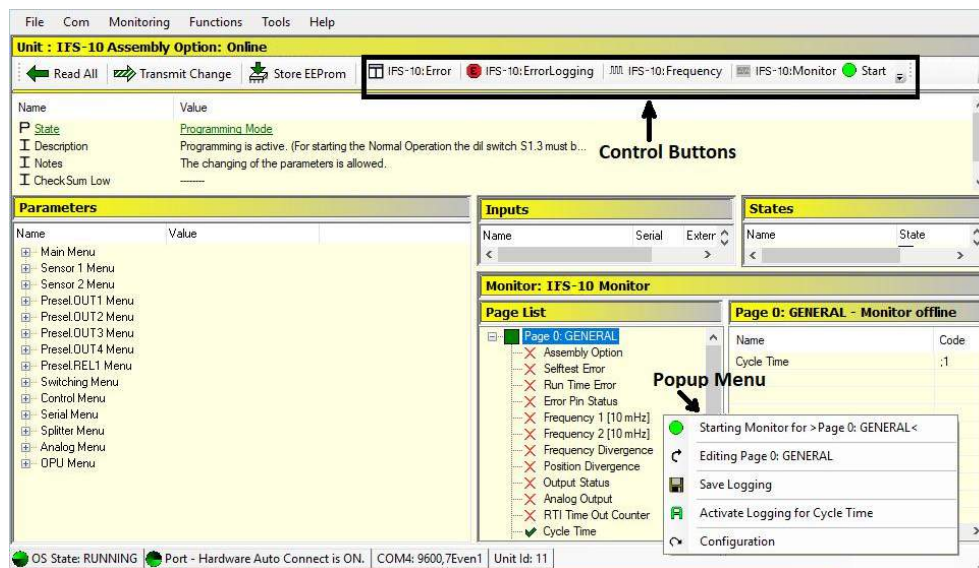 File Com Monitoring Functions Tools Help
Unit : IFS-10 Assembly Option: Online
Read All Transmit Change Store EEProm IFS-10:Error IFS-10:ErrorLogging IFS-10:Frequency IFS-10:Monitor Start
Control Buttons
Name Value
P State Programming Mode
I Description Programming is active. (For starting the Normal Operation the dil switch S1.3 must b...
I Notes The changing of the parameters is allowed.
I CheckSum Low -------
Parameters
Name Value
Main Menu
Sensor 1 Menu
Sensor 2 Menu
Presel.OUT1 Menu
Presel.OUT2 Menu
Presel.OUT3 Menu
Presel.OUT4 Menu
Presel.REL1 Menu
Switching Menu
Control Menu
Serial Menu
Splitter Menu
Analog Menu
OPU Menu
Inputs
Name Serial Extern
States
Name State
Monitor: IFS-10 Monitor
Page List
Page 0: GENERAL
Assembly Option
Selftest Error
Run Time Error
Error Pin Status
Frequency 1 [10 mHz]
Frequency 2 [10 mHz]
Frequency Divergence
Position Divergence
Output Status
Analog Output
RTI Time Out Counter
Cycle Time
Page 0: GENERAL - Monitor offline
Name Code
Cycle Time ;1
Popup Menu
Starting Monitor for >Page 0: GENERAL<
Editing Page 0: GENERAL
Save Logging
Activate Logging for Cycle Time
Configuration
OS State: RUNNING Port - Hardware Auto Connect is ON. COM4: 9600,7Even1 Unit Id: 11